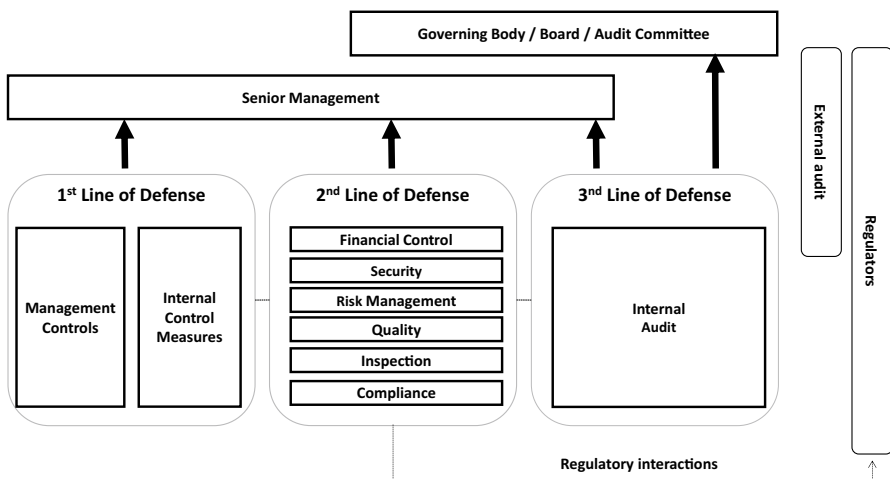 Governing Body / Board / Audit Committee
Senior Management
1st Line of Defense
2nd Line of Defense
3nd Line of Defense
Management
Controls
Internal
Control
Measures
Financial Control
Security
Risk Management
Quality
Inspection
Compliance
Internal
Audit
External audit
Regulators
Regulatory interactions